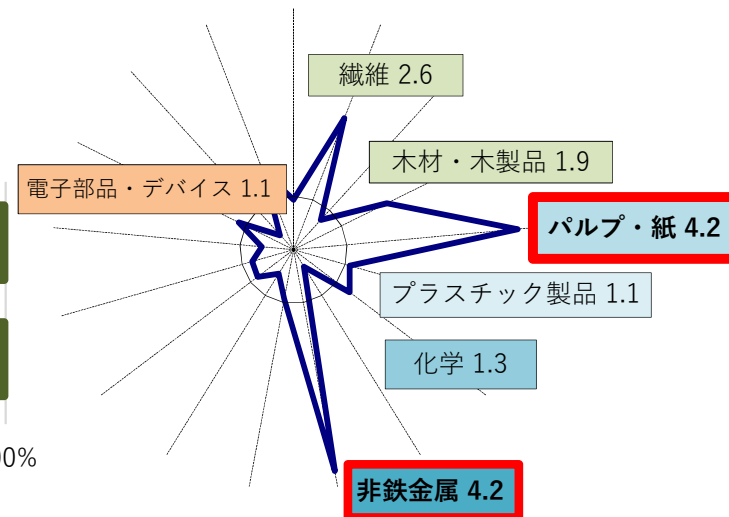 繊維 2.6
木材・木製品 1.9
電子部品・デバイス 1.1
パルプ・紙 4.2
プラスチック製品 1.1
化学 1.3
0%
非鉄金属 4.2